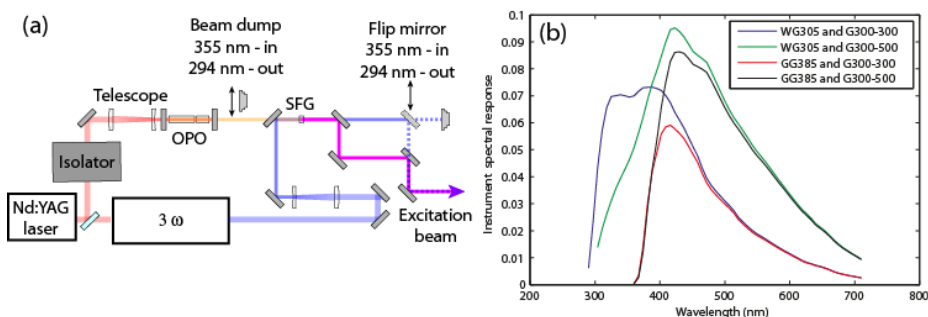 (a)
Beam dump
355 nm - in
294 nm - out
Flip mirror
355 nm - in
294 nm - out
Telescope
OPO
SFG
Isolator
Nd:YAG
laser
3 ω
Excitation
beam
(b)
WG305 and G300-300
WG305 and G300-500
GG385 and G300-300
GG385 and G300-500
Instrument spectral response
0.1
0.09
0.08
0.07
0.06
0.05
0.04
0.03
0.02
0.01
0
200
300
400
500
600
700
800
Wavelength (nm)